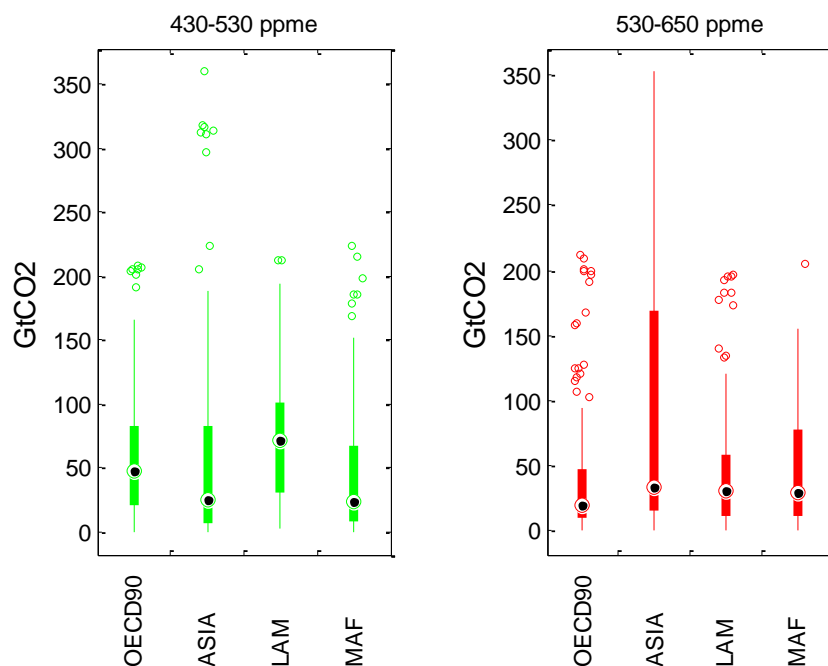 430-530 ppme
530-650 ppme
GtCO2
350
300
250
200
150
100
50
0
OECD90
ASIA
LAM
MAF
GtCO2
350
300
250
200
150
100
50
0
OECD90
ASIA
LAM
MAF